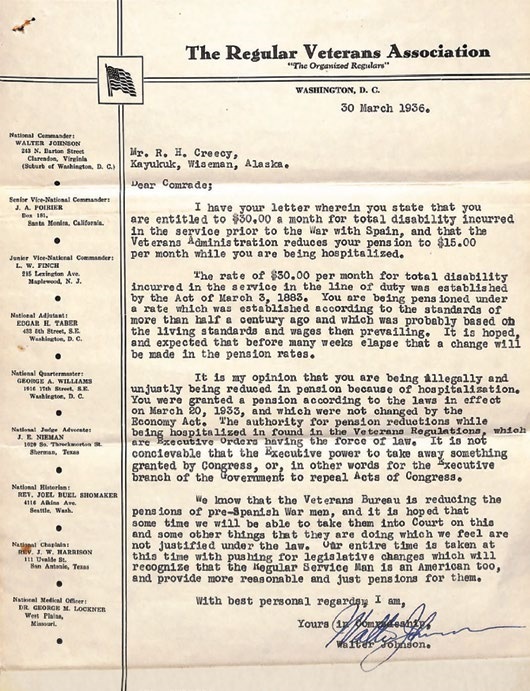 The Regular Veterans Association
"The Organized Regulars"
WASHINGTON, D. C.
30 March 1936.
National Commander:
WALTER JOHNSON
243 N. Barton Street
Clarendon, Virginia
(Suburb of Washington, D. C.)
Senior Vice-National Commander:
J. A. POIRIER
Box 181,
Santa Monica, California.
Junior Vice-National Commander:
L. W. FINCH
215 Lexington Ave.
Maplewood, N. J.
National Adjutant:
EDGAR H. TABER
423 8th Street, S.E.
Washington, D. C.
National Quartermaster:
GEORGE A. WILLIAMS
1616 17th Street, S.E.
Washington, D. C.
National Judge Advocate:
J. E. NIEMAN
1029 So. Throckmorton St.
Sherman, Texas
National Historian:
REV. JOEL BUEL SHOMAKER
4116 Adkins Ave.
Seattle, Wash.
National Chaplain:
REV. J. W. HARRISON
111 Uvalde St.
San Antonio, Texas
National Medical Officer:
DR. GEORGE M. LOCKNER
West Plains,
Missouri.
Mr. R. H. Creecy,
Kayukuk, Wiseman, Alaska.
Dear Comrade;
I have your letter wherein you state that you
are entitled to $30.00 a month for total disability incurred
in the service prior to the War with Spain, and that the
Veterans Administration reduces your pension to $15.00
per month while you are being hospitalized.
The rate of $30.00 per month for total disability
incurred in the service in the line of duty was established
by the Act of March 3, 1883. You are being pensioned under
a rate which was established according to the standards of
more than half a century ago and which was probably based on
the living standards and wages then prevailing. It is hoped,
and expected that before many weeks elapse that a change will
be made in the pension rates.
It is my opinion that you are being illegally and
unjustly being reduced in pension because of hospitalization.
You were granted a pension according to the laws in effect
on March 20, 1933, and which were not changed by the
Economy Act. The authority for pension reductions while
being hospitalized in found in the Veterans Regulations, which
are Executive Orders having the force of law. It is not
concievable that the Executive power to take away something
granted by Congress, or, in other words for the Executive
branch of the Government to repeal Acts of Congress.
We know that the Veterans Bureau is reducing the
pensions of pre-Spanish War men, and it is hoped that
some time we will be able to take them into Court on this
and some other things that they are doing which we feel are
not justified under the law. Our entire time is taken at
this time with pushing for legislative changes which will
recognize that the Regular Service Man is an American too,
and provide more reasonable and just pensions for them.
With best personal regards, I am,
Yours in Comradeship,
Walter Johnson
Walter Johnson.